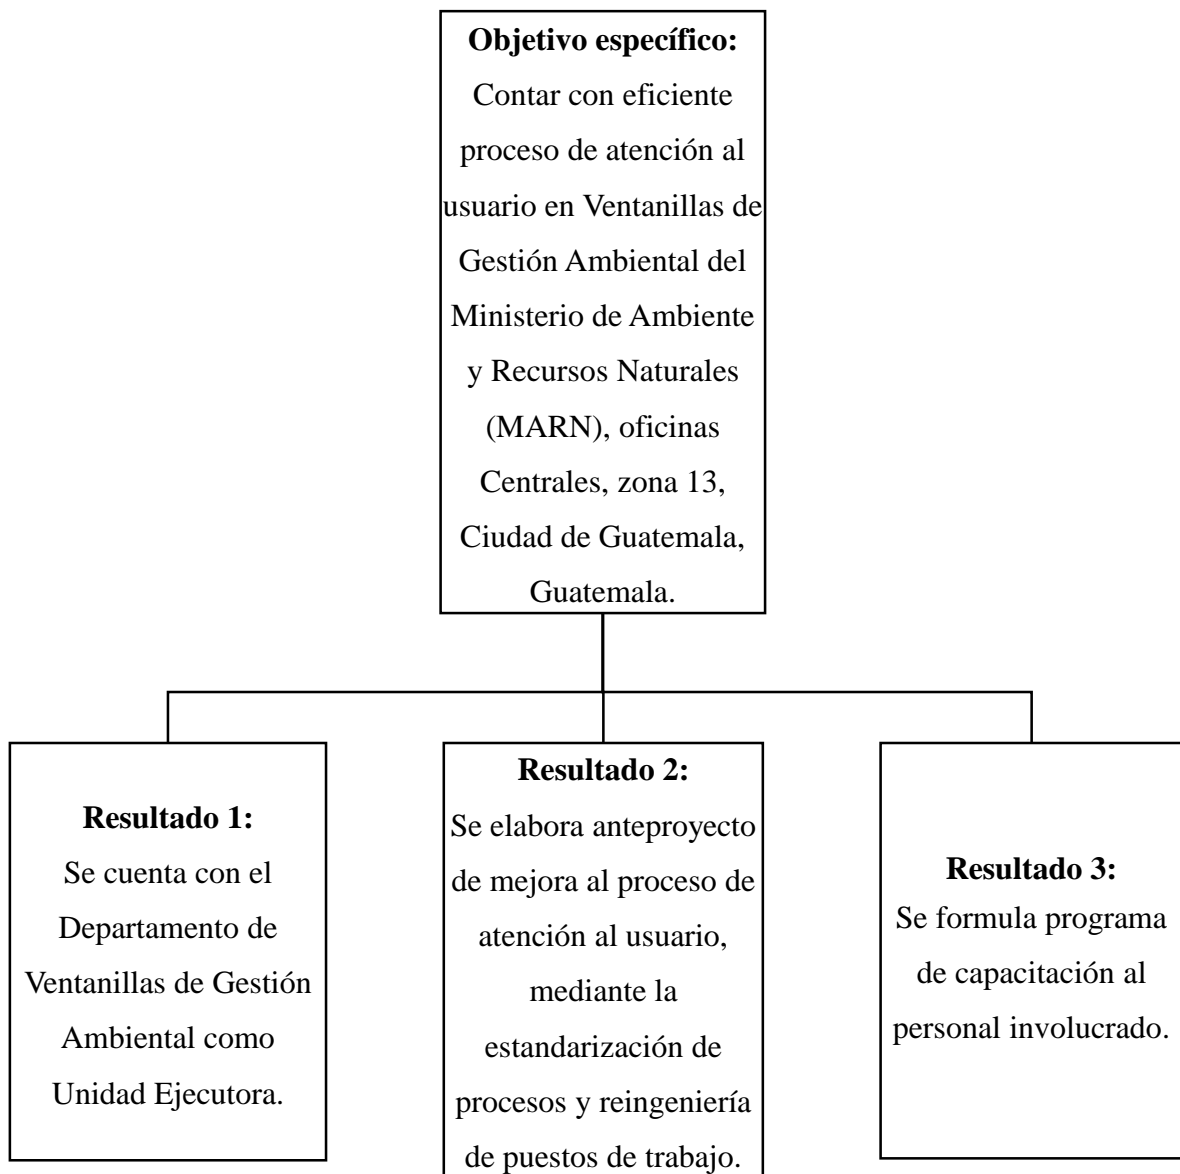 Objetivo específico:
Contar con eficiente
proceso de atención al
usuario en Ventanillas de
Gestión Ambiental del
Ministerio de Ambiente
y Recursos Naturales
(MARN), oficinas
Centrales, zona 13,
Ciudad de Guatemala,
Guatemala.
Resultado 1:
Se cuenta con el
Departamento de
Ventanillas de Gestión
Ambiental como
Unidad Ejecutora.
Resultado 2:
Se elabora anteproyecto
de mejora al proceso de
atención al usuario,
mediante la
estandarización de
procesos y reingeniería
de puestos de trabajo.
Resultado 3:
Se formula programa
de capacitación al
personal involucrado.